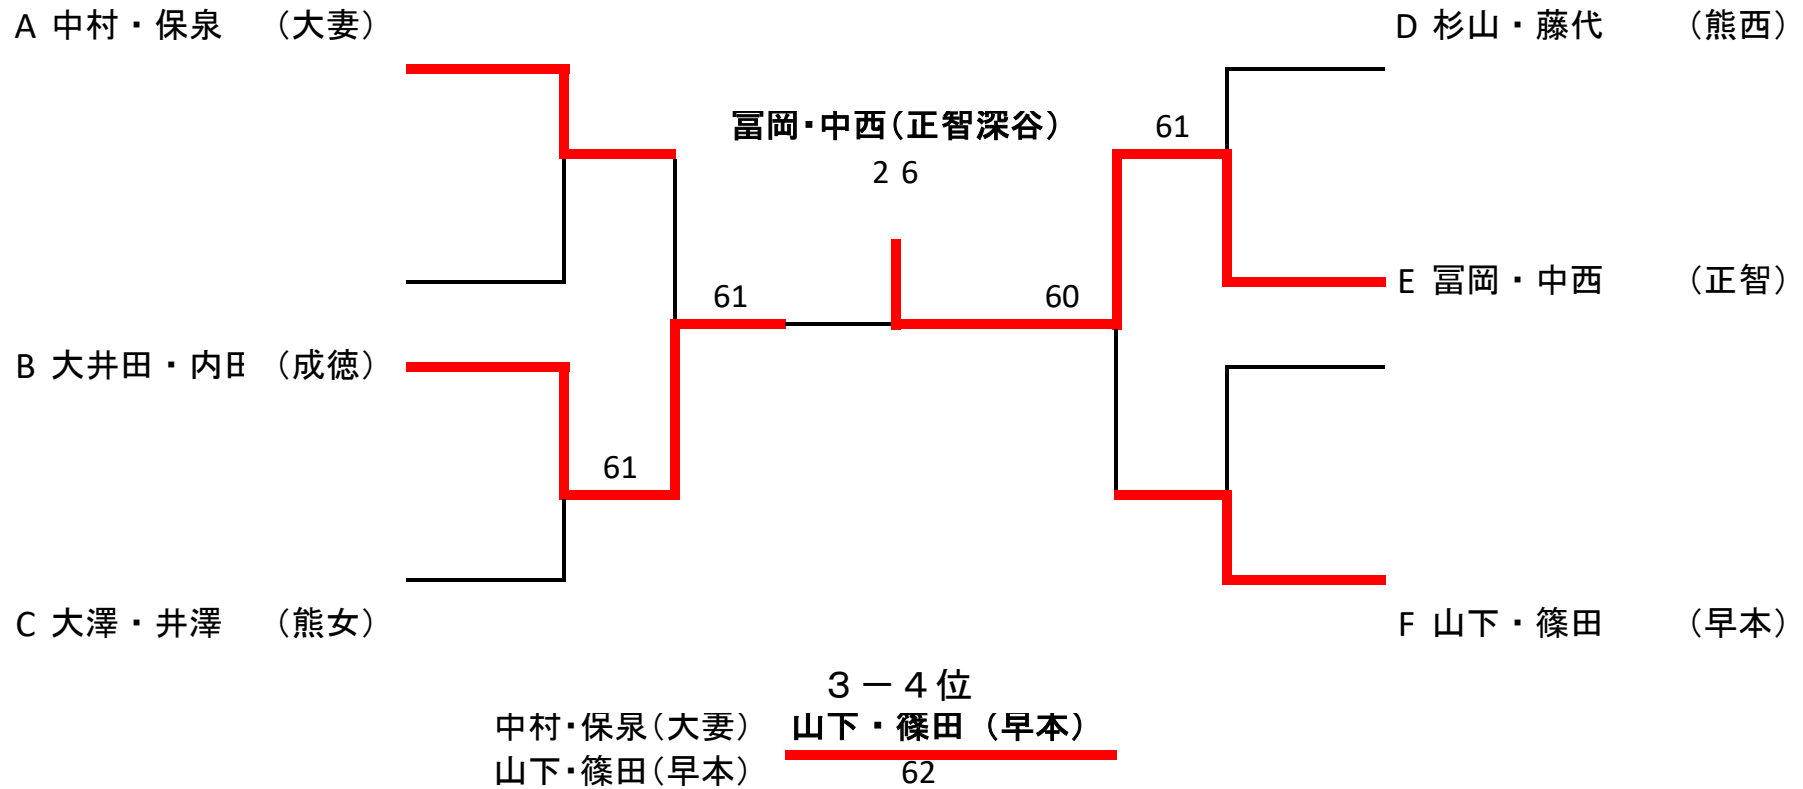 A 中村・保泉 （大妻）
D 杉山・藤代 （熊西）
冨岡・中西（正智深谷）
61
2 6
E 冨岡・中西 （正智）
61
60
B 大井田・内田 （成徳）
61
C 大澤・井澤 （熊女）
F 山下・篠田 （早本）
３－４位
中村・保泉（大妻） 山下・篠田（早本）
山下・篠田（早本） 62